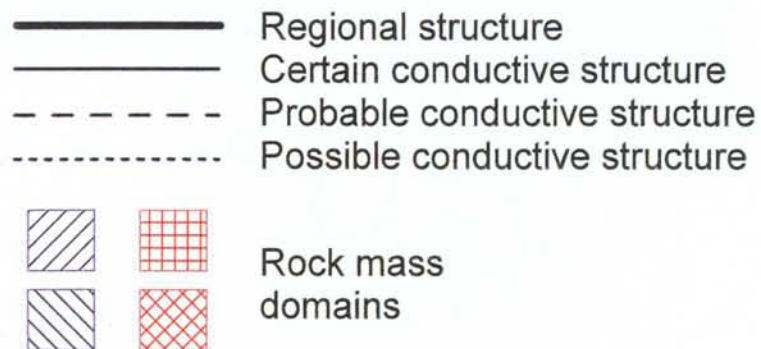 Regional structure
Certain conductive structure
Probable conductive structure
Possible conductive structure
Rock mass
domains